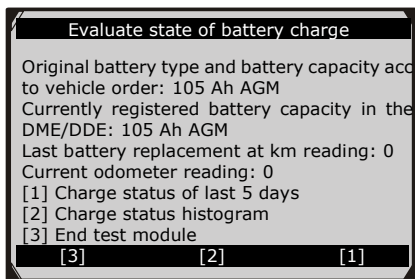 Evaluate state of battery charge
Original battery type and battery capacity acc
to vehicle order: 105 Ah AGM
Currently registered battery capacity in the
DME/DDE: 105 Ah AGM
Last battery replacement at km reading: 0
Current odometer reading: 0
[1] Charge status of last 5 days
[2] Charge status histogram
[3] End test module
[3] [2] [1]